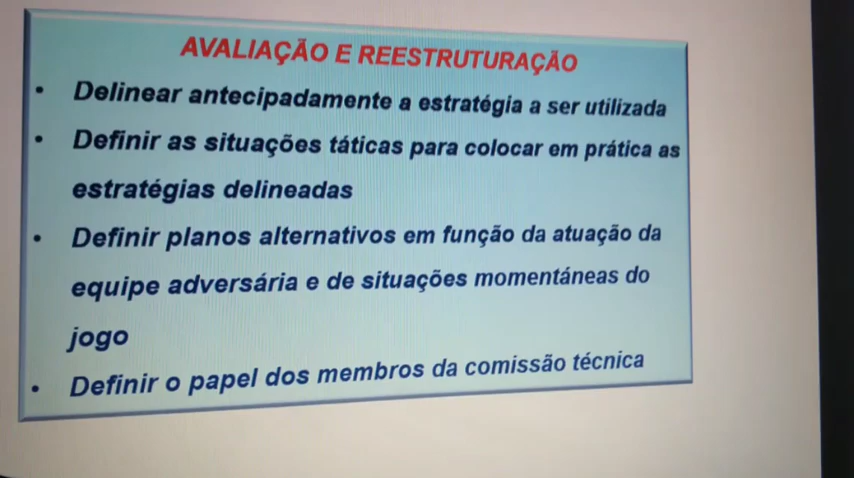 AVALIAÇÃO E REESTRUTURAÇÃO
• Delinear antecipadamente a estratégia a ser utilizada
• Definir as situações táticas para colocar em prática as
estratégias delineadas
• Definir planos alternativos em função da atuação da
equipe adversária e de situações momentáneas do
jogo
• Definir o papel dos membros da comissão técnica